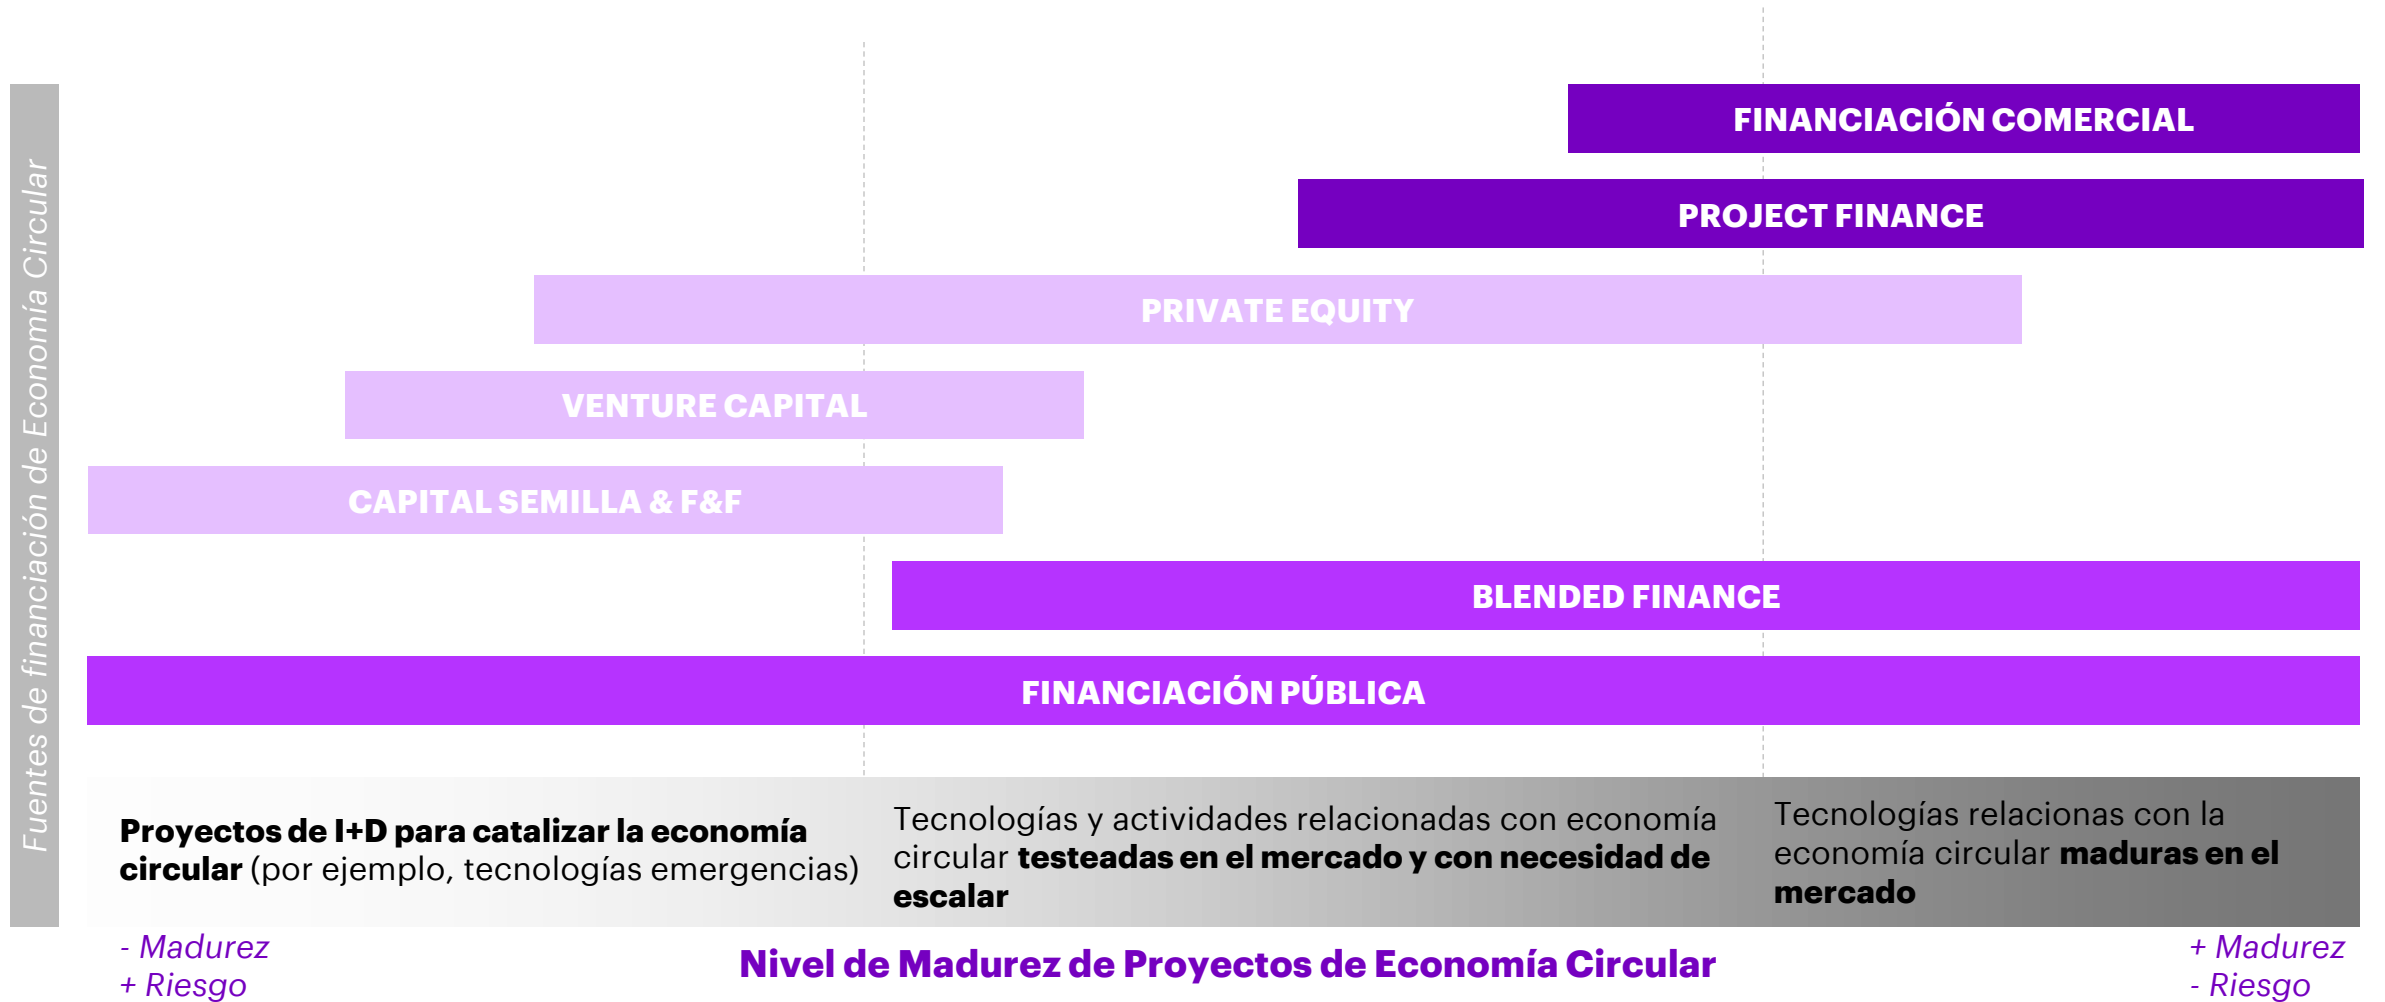 Fuentes de financiación de Economía Circular
FINANCIACIÓN COMERCIAL
PROJECT FINANCE
PRIVATE EQUITY
VENTURE CAPITAL
CAPITAL SEMILLA & F&F
BLENDED FINANCE
FINANCIACIÓN PÚBLICA
Proyectos de I+D para catalizar la economía
circular (por ejemplo, tecnologías emergencias)
Tecnologías y actividades relacionadas con economía
circular testeadas en el mercado y con necesidad de
escalar
Tecnologías relacionas con la
economía circular maduras en el
mercado
- Madurez
+ Riesgo
Nivel de Madurez de Proyectos de Economía Circular
+ Madurez
- Riesgo